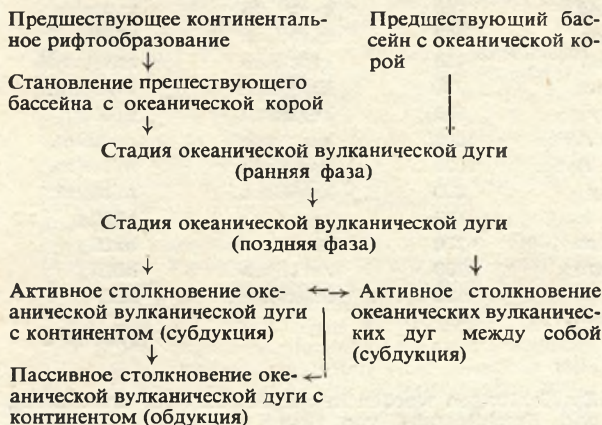 Предшествующее континенталь-
ное рифтообразование
Предшествующий бас-
сейн с океанической ко-
рой
Становление прешествующего
бассейна с океанической корой
Стадия океанической вулканической дуги
(ранняя фаза)
Стадия океанической вулканической дуги
(поздняя фаза)
Активное столкновение оке-
анической вулканической дуги
с континентом (субдукция)
Активное столкновение
океанических вулканичес-
ких дуг между собой
(субдукция)
Пассивное столкновение оке-
анической вулканической дуги с
континентом (обдукция)